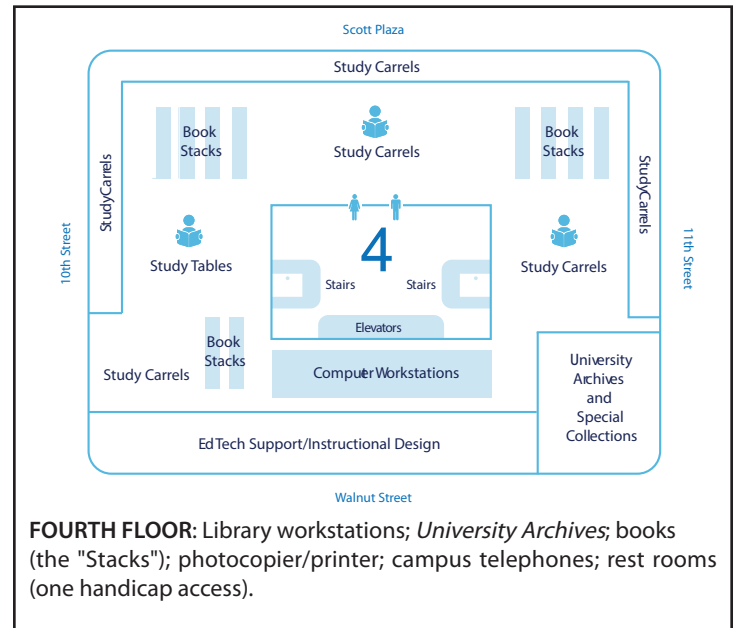 Scott Plaza
Study Carrels
Book
Stacks
Study Carrels
Book
Stacks
StudyCarrels
StudyCarrels
10th Street
11th Street
4
Study Tables
Study Carrels
Stairs
Stairs
Elevators
Book
Stacks
Study Carrels
Computer Workstations
University
Archives
and
Special
Collections
Ed Tech Support/Instructional Design
Walnut Street
FOURTH FLOOR: Library workstations; University Archives; books
(the "Stacks"); photocopier/printer; campus telephones; rest rooms
(one handicap access).